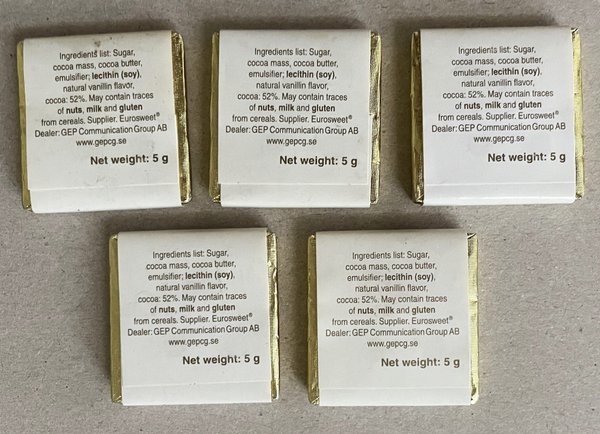 Ingredients list: Sugar,
cocoa mass, cocoa butter,
emulsifier; lecithin (soy),
natural vanillin flavor,
cocoa: 52%. May contain traces
of nuts, milk and gluten
from cereals. Supplier. Eurosweet®
Dealer: GEP Communication Group AB
www.gepcg.se
Net weight: 5 g
Ingredients list: Sugar,
cocoa mass, cocoa butter,
emulsifier; lecithin (soy),
natural vanillin flavor,
cocoa: 52%. May contain traces
of nuts, milk and gluten
from cereals. Supplier. Eurosweet®
Dealer: GEP Communication Group AB
www.gepcg.se
Net weight: 5 g
Ingredients list: Sugar,
cocoa mass, cocoa butter,
emulsifier; lecithin (soy),
natural vanillin flavor,
cocoa: 52%. May contain traces
of nuts, milk and gluten
from cereals. Supplier. Eurosweet®
Dealer: GEP Communication Group AB
www.gepcg.se
Net weight: 5 g
Ingredients list: Sugar,
cocoa mass, cocoa butter,
emulsifier; lecithin (soy),
natural vanillin flavor,
cocoa: 52%. May contain traces
of nuts, milk and gluten
from cereals. Supplier. Eurosweet®
Dealer: GEP Communication Group AB
www.gepcg.se
Net weight: 5 g
Ingredients list: Sugar,
cocoa mass, cocoa butter,
emulsifier; lecithin (soy),
natural vanillin flavor,
cocoa: 52%. May contain traces
of nuts, milk and gluten
from cereals. Supplier. Eurosweet®
Dealer: GEP Communication Group AB
www.gepcg.se
Net weight: 5 g